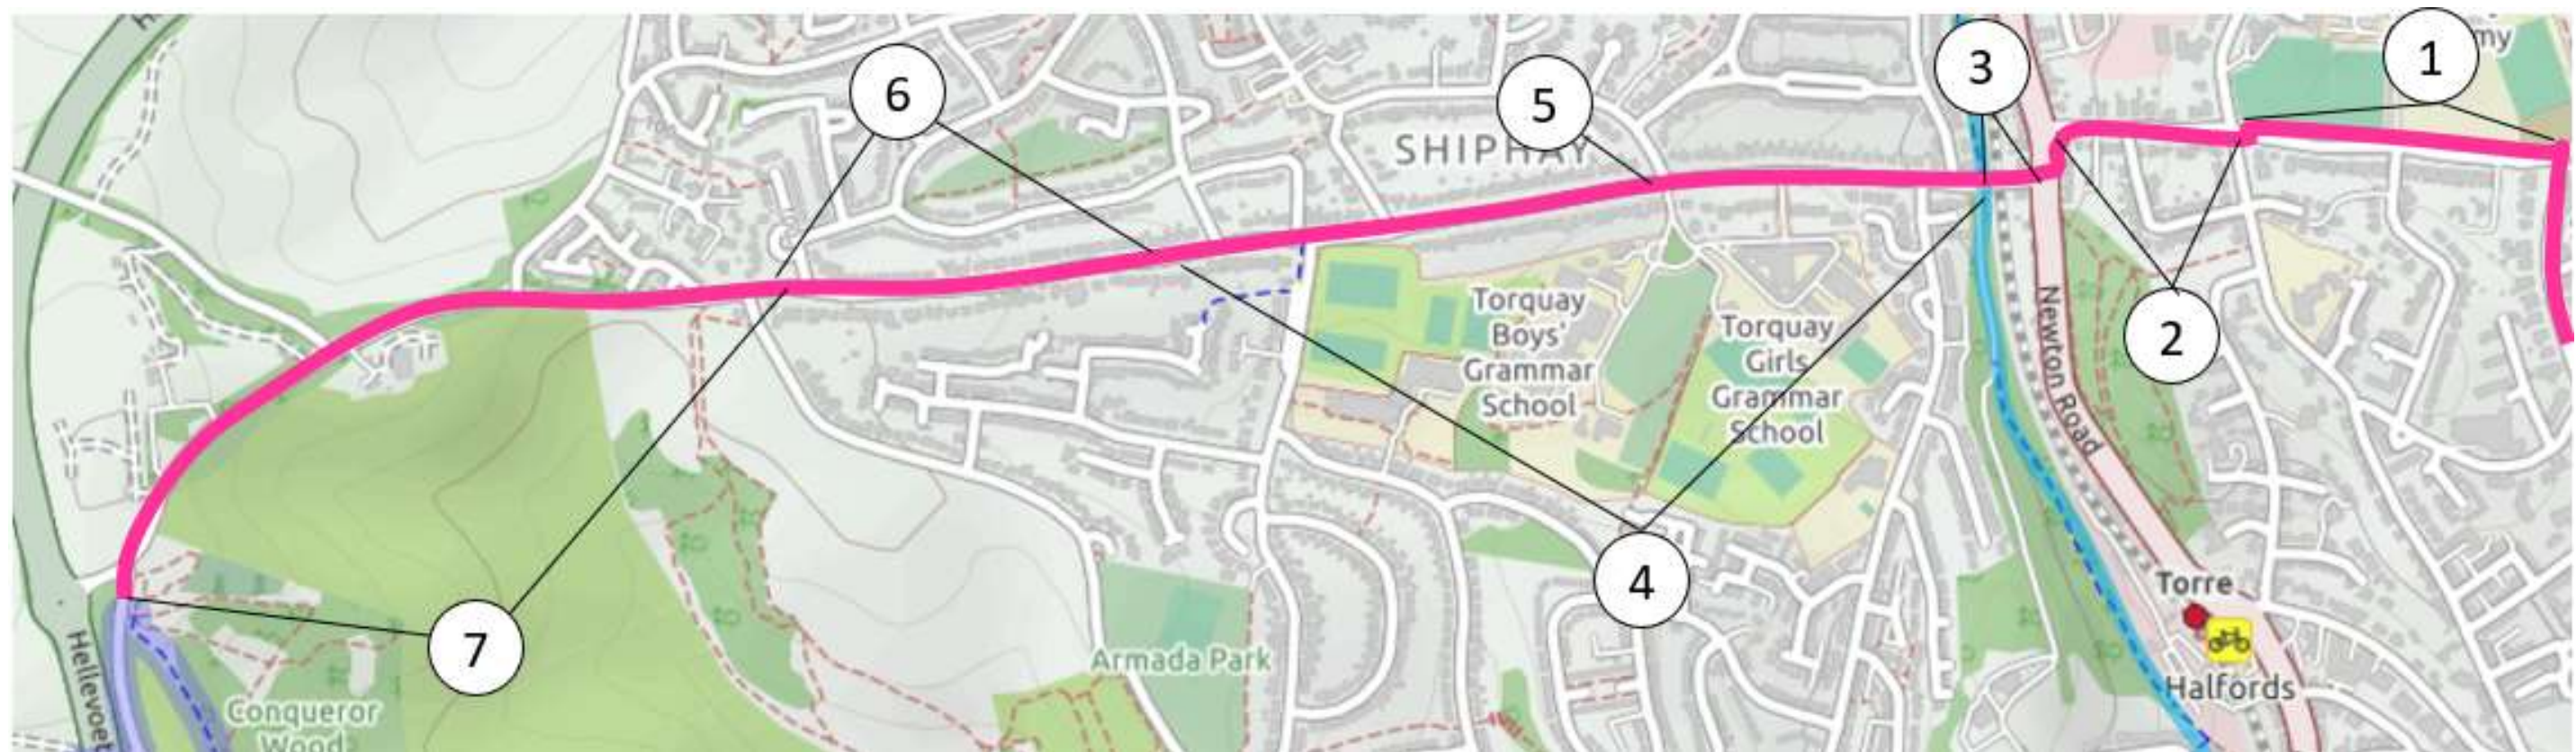 1
my
3
6
5
SHIPHAY
Torquay
Boys'
Grammar
School
Torquay
Girls
Grammar
School
Newton Road
2
4
Torre
7
Armada Park
Halfords
Hellevoet
Conqueror
Wood